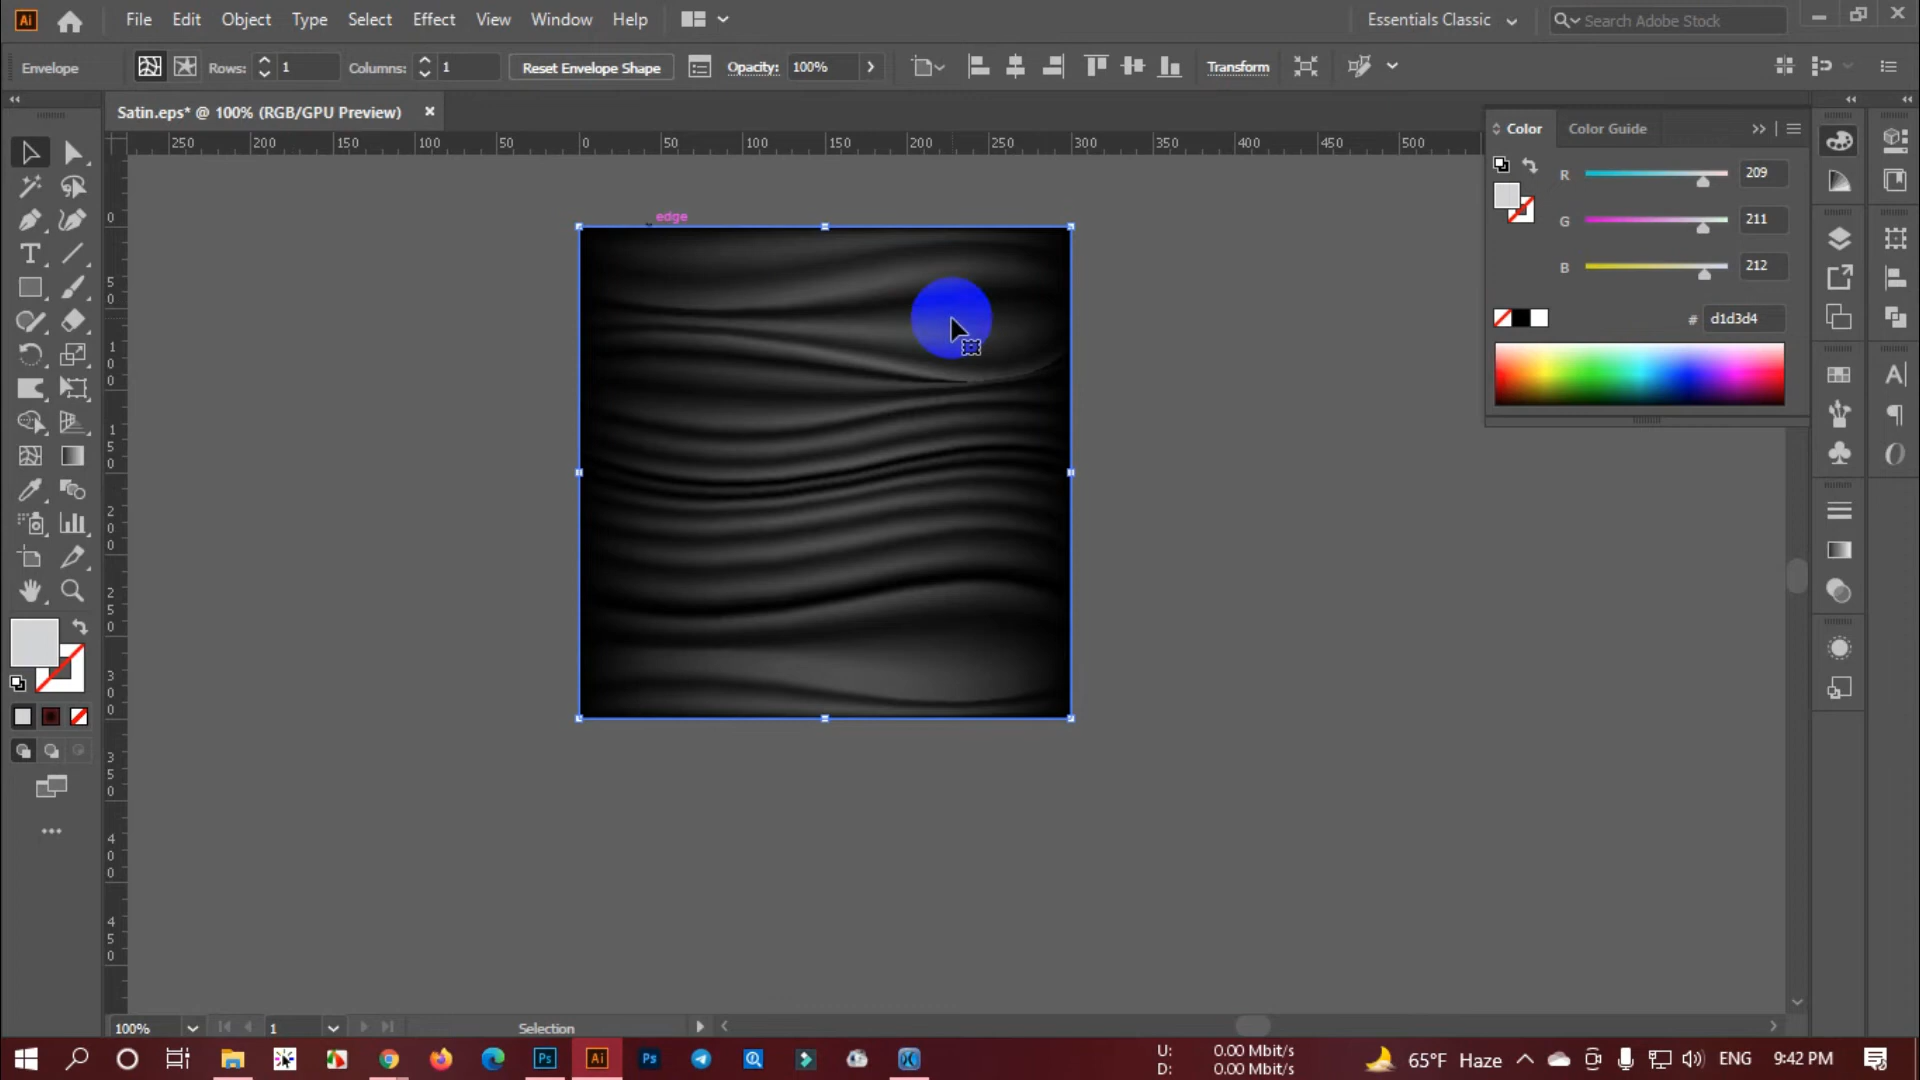 Ai File Edit Object Type Select Effect View Window Help Essentials Classic Search Adobe Stock
Envelope Rows: 1 Columns: 1 Reset Envelope Shape Opacity: 100% Transform
Satin.eps* @ 100% (RGB/GPU Preview)
250 200 150 100 50 0 50 100 150 200 250 300 350 400 450 500
Color Color Guide
R 209
G 211
B 212
# d1d3d4
edge
0
50
100
150
200
250
300
350
400
450
100% 1 Selection
Ps Ai Ps U: 0.00 Mbit/s 65°F Haze ENG 9:42 PM
D: 0.00 Mbit/s